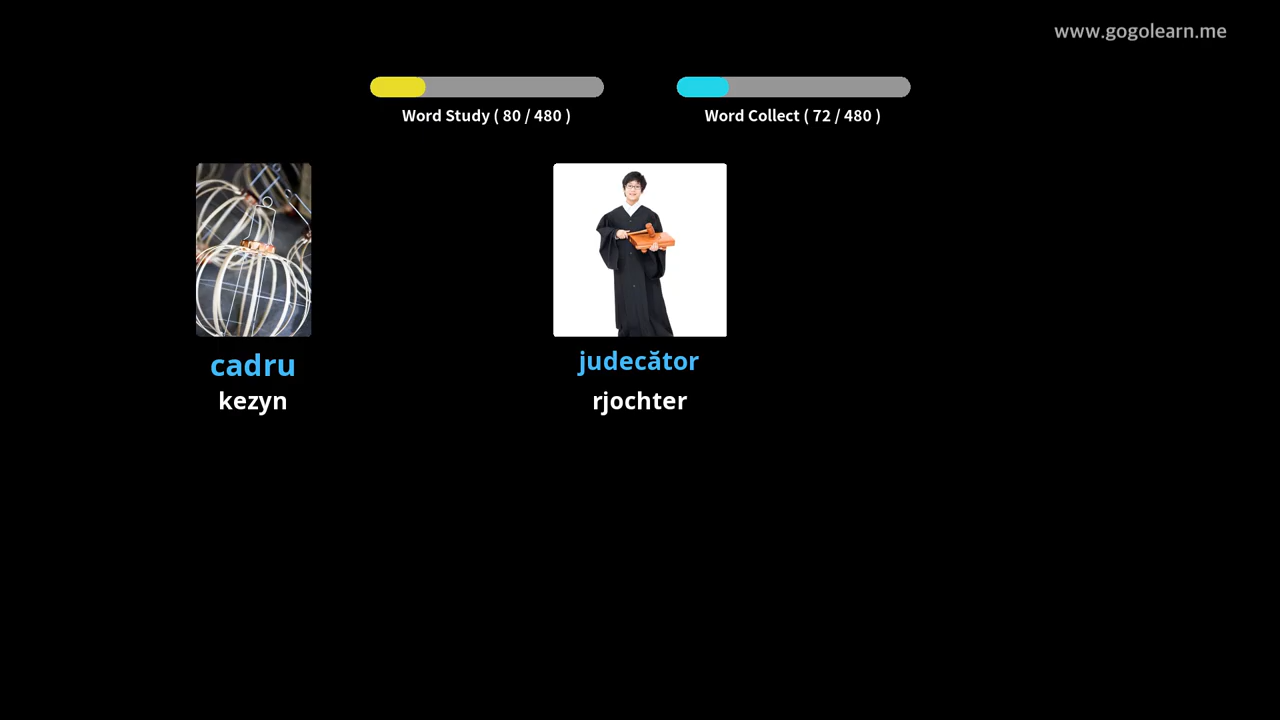 www.gogolearn.me
Word Study ( 80 / 480 )
Word Collect ( 72 / 480 )
cadru
kezyn
judecător
rjochter